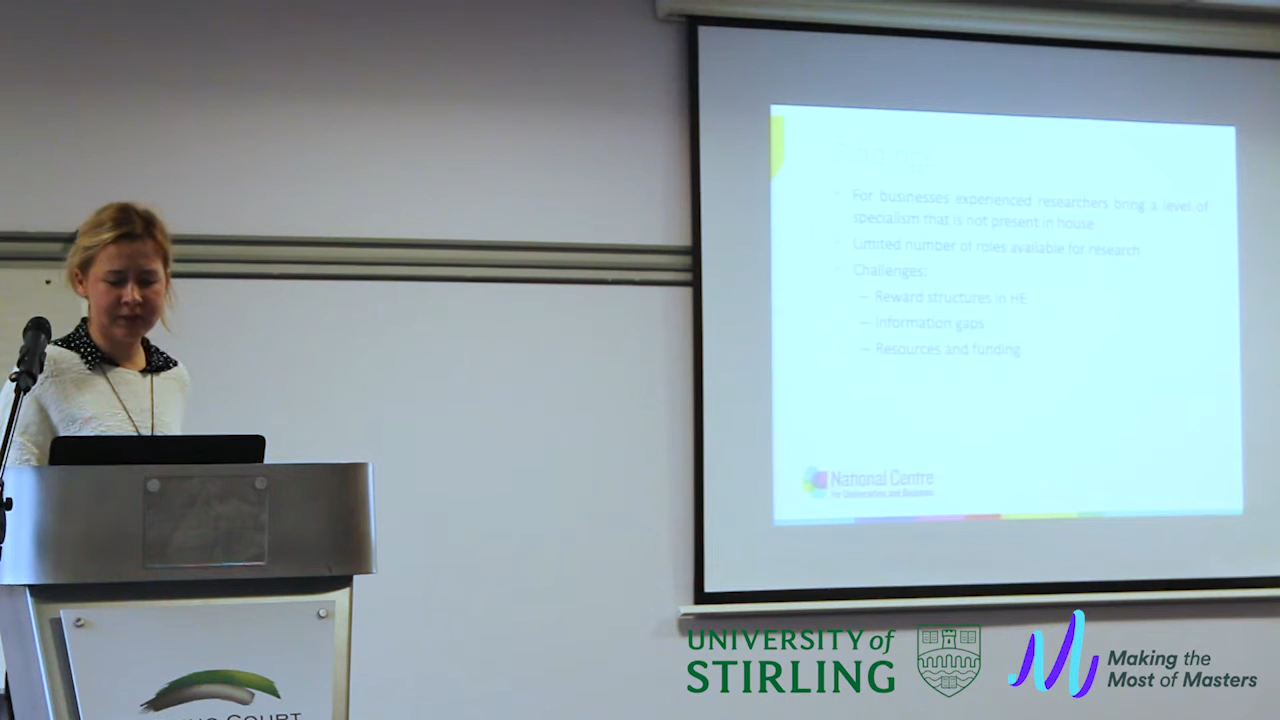 Findings
For businesses experienced researchers bring a level of
specialism that is not present in house
Limited number of roles available for research
Challenges:
– Reward structures in HE
– Information gaps
– Resources and funding
National Centre
for Universities and Business
COURT
UNIVERSITY of
STIRLING
Making the
Most of Masters